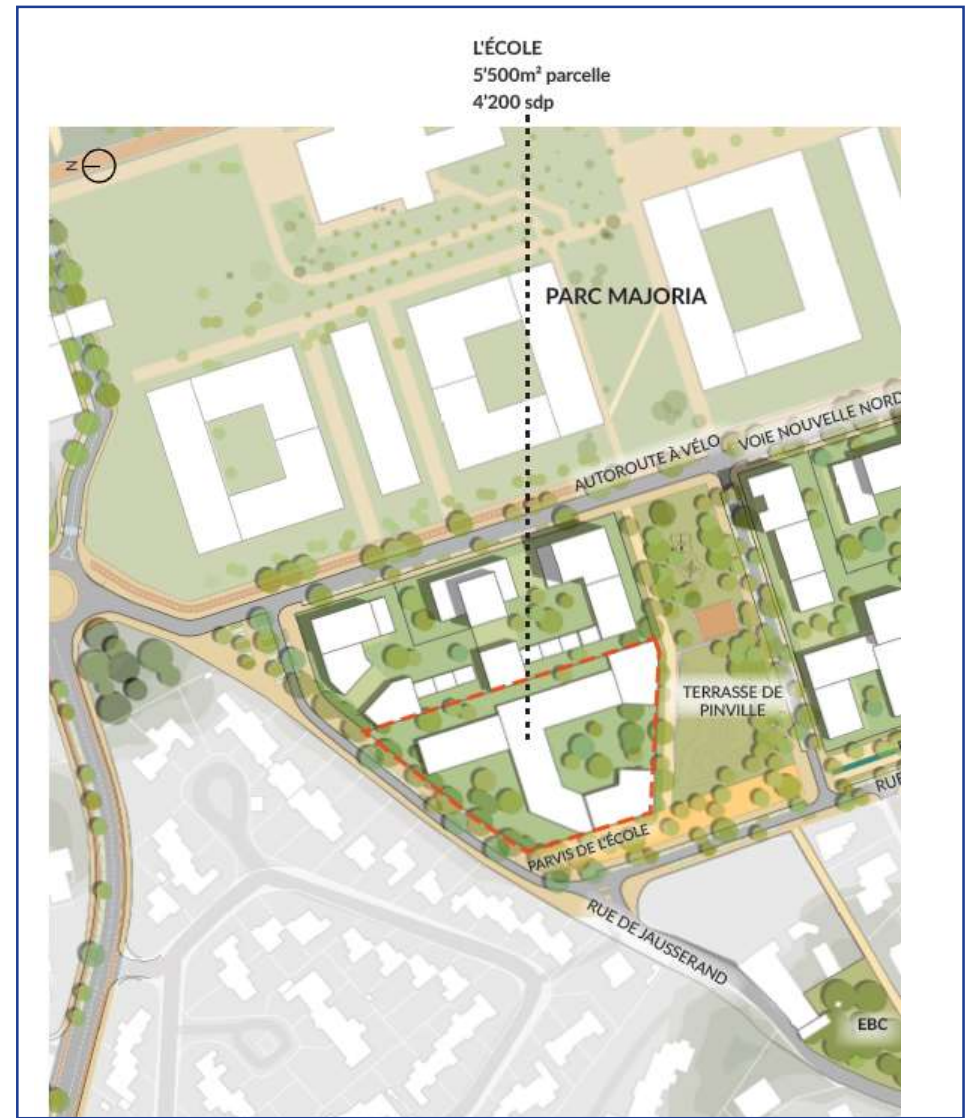 L'ÉCOLE
5'500m² parcelle
4'200 sdp
N
PARC MAJORIA
AUTOROUTE À VÉLO
VOIE NOUVELLE NORD
TERRASSE DE
PINVILLE
RUE
PARVIS DE L'ÉCOLE
RUE DE JAUSSERAND
EBC